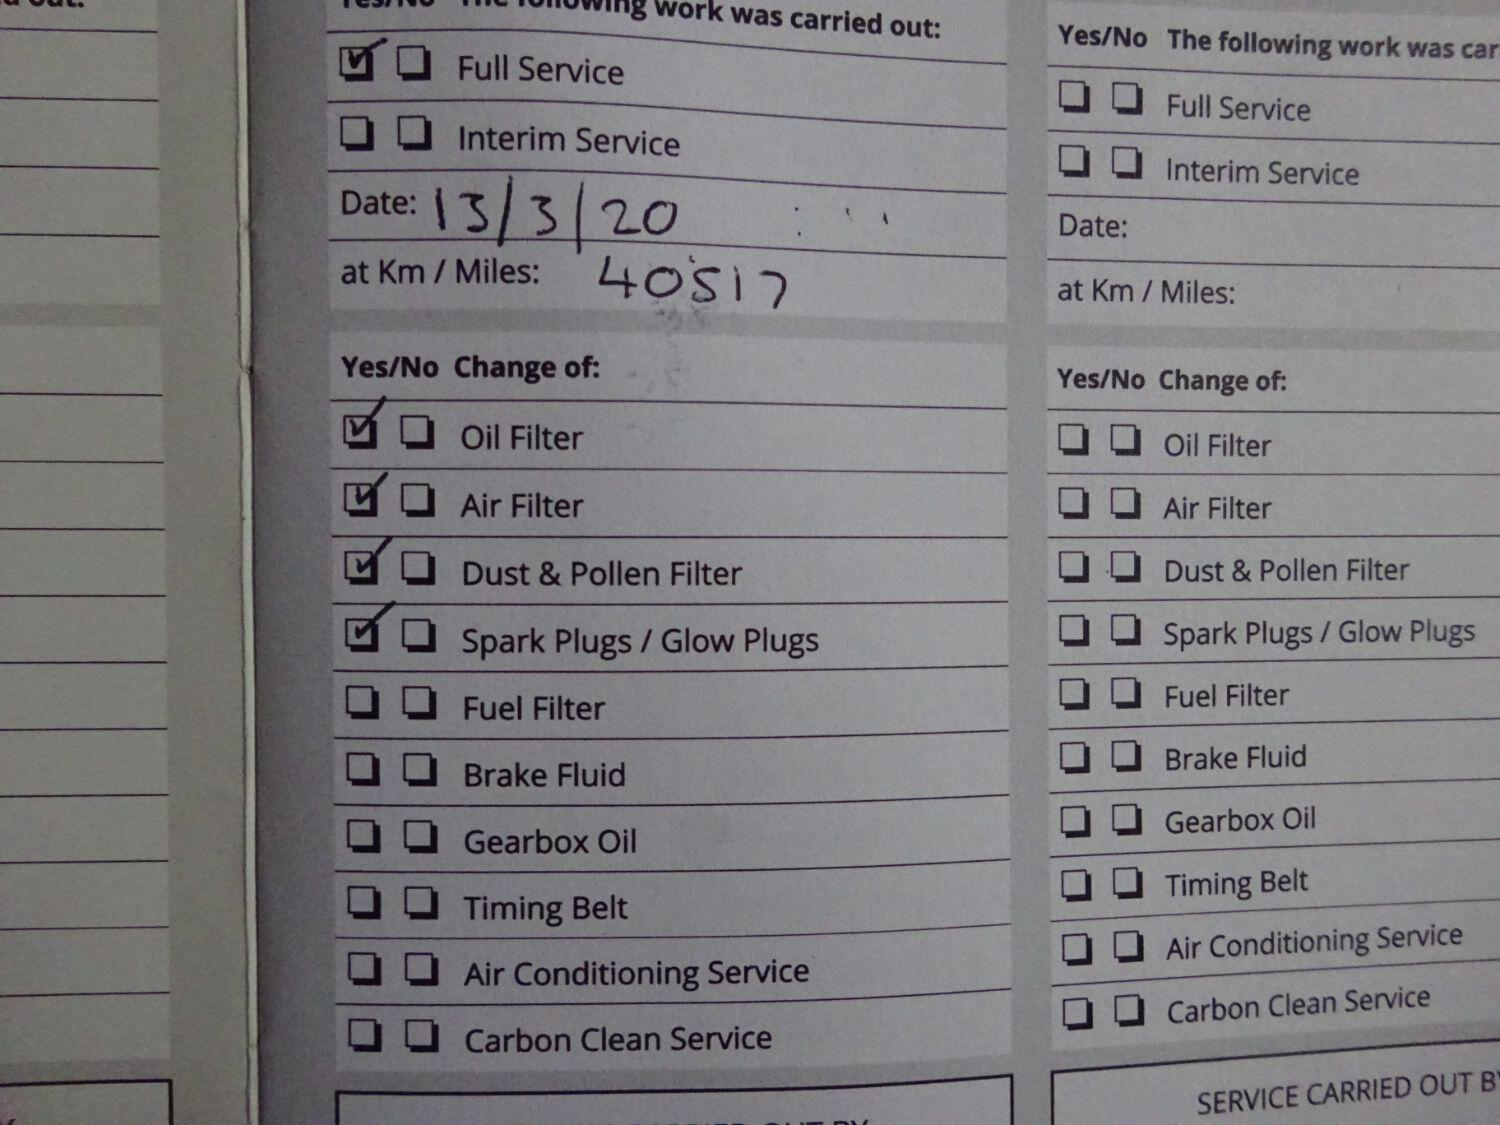 Yes/No The following work was carried out:
Full Service
Interim Service
Date: 13/3/20
at Km / Miles: 40517
Yes/No Change of:
Oil Filter
Air Filter
Dust & Pollen Filter
Spark Plugs / Glow Plugs
Fuel Filter
Brake Fluid
Gearbox Oil
Timing Belt
Air Conditioning Service
Carbon Clean Service
Yes/No The following work was car
Full Service
Interim Service
Date:
at Km / Miles:
Yes/No Change of:
Oil Filter
Air Filter
Dust & Pollen Filter
Spark Plugs / Glow Plugs
Fuel Filter
Brake Fluid
Gearbox Oil
Timing Belt
Air Conditioning Service
Carbon Clean Service
SERVICE CARRIED OUT B